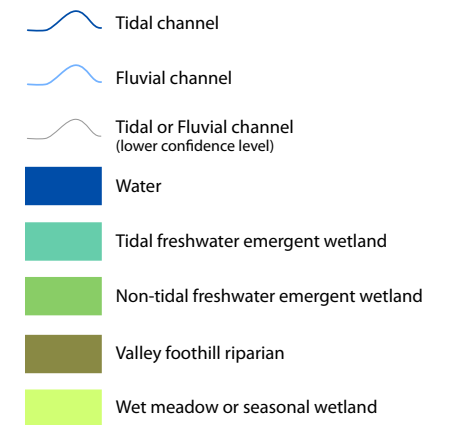 Tidal channel
Fluvial channel
Tidal or Fluvial channel
(lower confidence level)
Water
Tidal freshwater emergent wetland
Non-tidal freshwater emergent wetland
Valley foothill riparian
Wet meadow or seasonal wetland